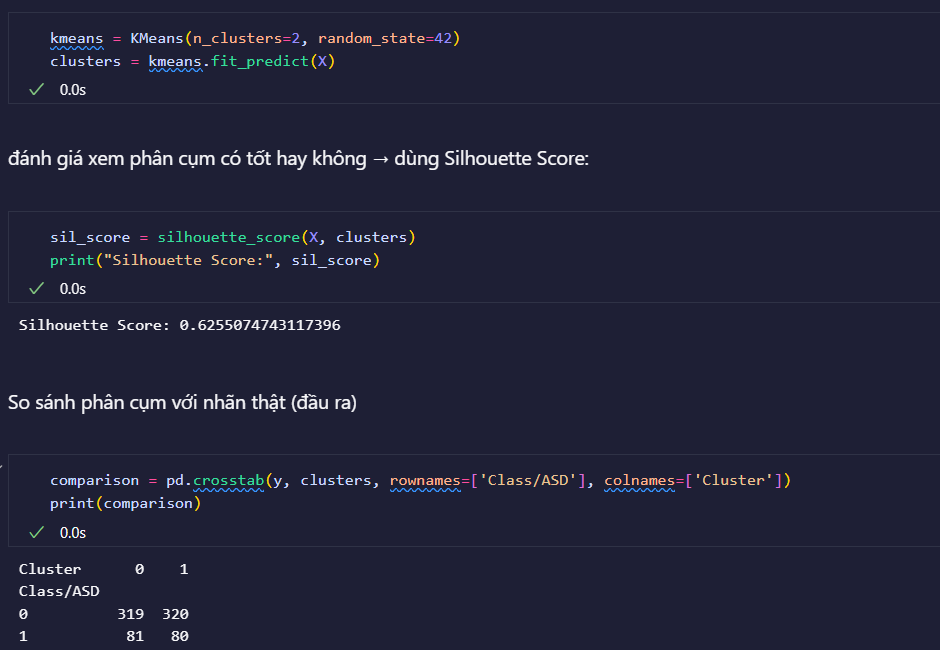 kmeans = KMeans(n_clusters=2, random_state=42)
clusters = kmeans.fit_predict(X)
0.0s
đánh giá xem phân cụm có tốt hay không → dùng Silhouette Score:
sil_score = silhouette_score(X, clusters)
print("Silhouette Score:", sil_score)
0.0s
Silhouette Score: 0.6255074743117396
So sánh phân cụm với nhãn thật (đầu ra)
comparison = pd.crosstab(y, clusters, rownames=['Class/ASD'], colnames=['Cluster'])
print(comparison)
0.0s
Cluster 0 1
Class/ASD
0 319 320
1 81 80